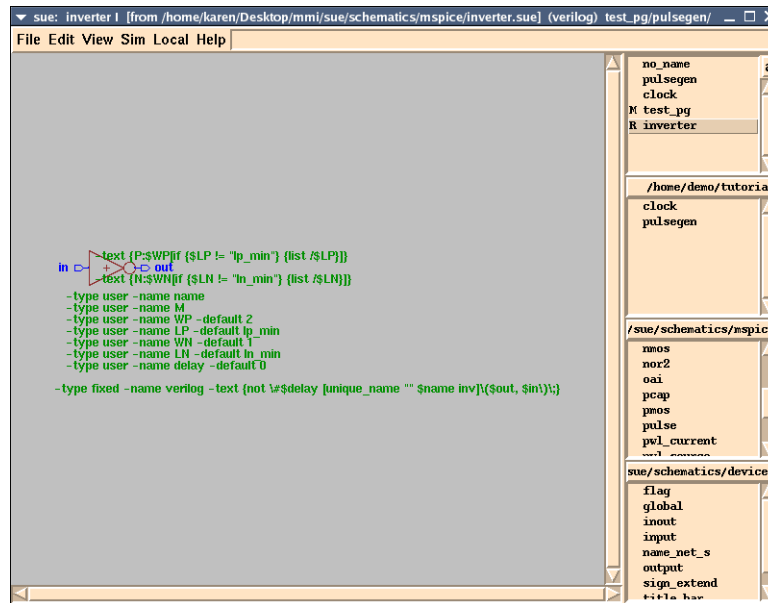 sue: inverter I [from /home/karen/Desktop/mmi/sue/schematics/mspice/inverter.sue] (verilog) test_pg/pulsegen/
File Edit View Sim Local Help
-text {P:$WP[if {$LP != "lp_min"} {list /$LP}]}
in
out
-text {N:$WN[if {$LN != "ln_min"} {list /$LN}]}
-type user -name name
-type user -name M
-type user -name WP -default 2
-type user -name LP -default lp_min
-type user -name WN -default 1
-type user -name LN -default ln_min
-type user -name delay -default 0
-type fixed -name verilog -text {not \#$delay [unique_name "" $name inv]\($out, $in\)\;}
no_name
pulsegen
clock
M test_pg
R inverter
/home/demo/tutoria
clock
pulsegen
/sue/schematics/mspic
nmos
nor2
oai
pcap
pmos
pulse
pwl_current
sue/schematics/device
flag
global
inout
input
name_net_s
output
sign_extend
title_bar